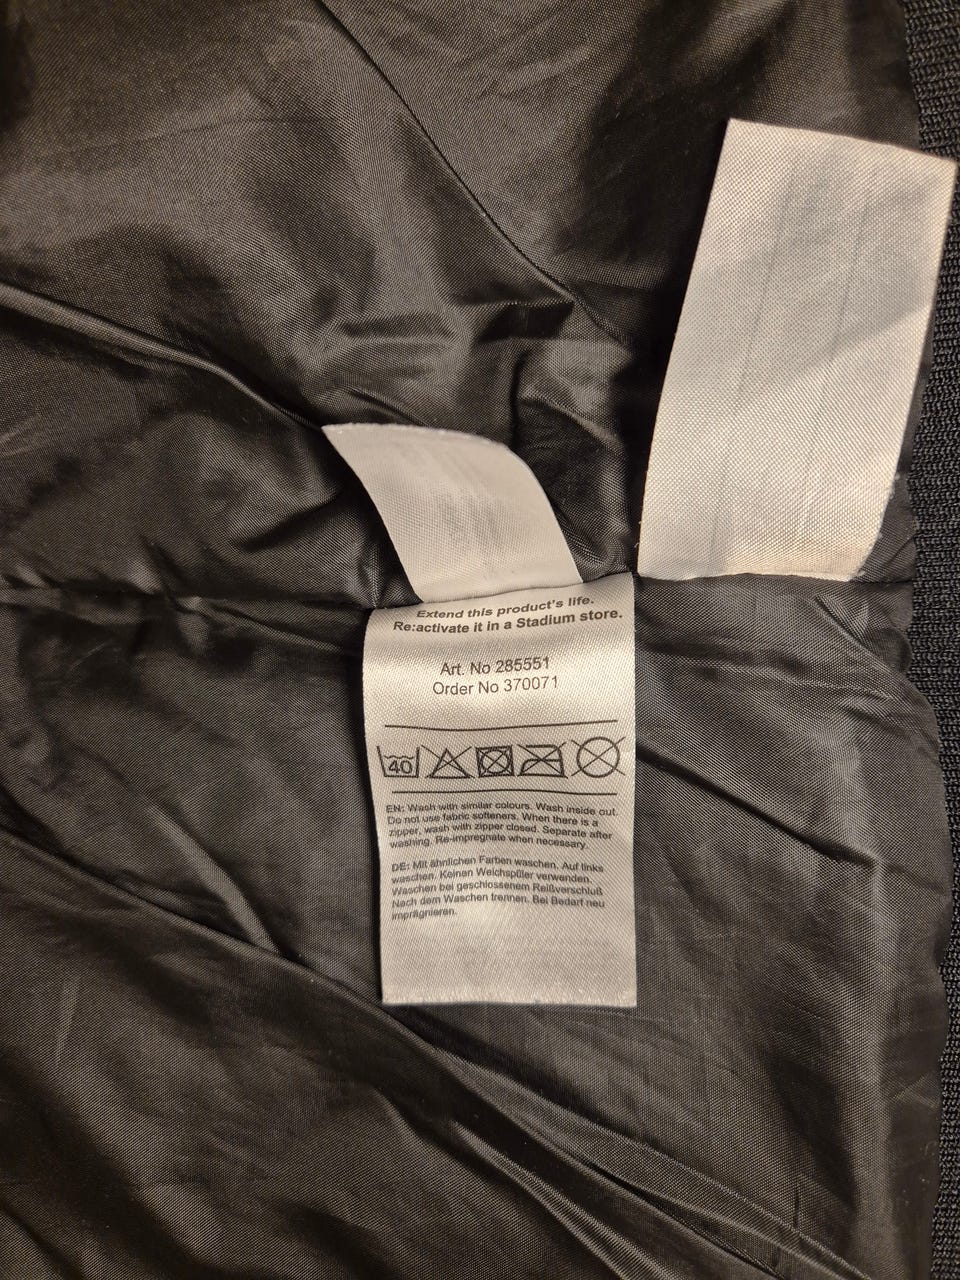 Extend this product's life.
Re:activate it in a Stadium store.
Art. No 285551
Order No 370071
40
EN: Wash with similar colours. Wash inside out.
Do not use fabric softeners. When there is a
zipper, wash with zipper closed. Separate after
washing. Re-impregnate when necessary.
DE: Mit ähnlichen Farben waschen. Auf links
waschen. Keinen Weichspüler verwenden.
Waschen bei geschlossenem Reißverschluß
Nach dem Waschen trennen. Bei Bedarf neu
imprägnieren.